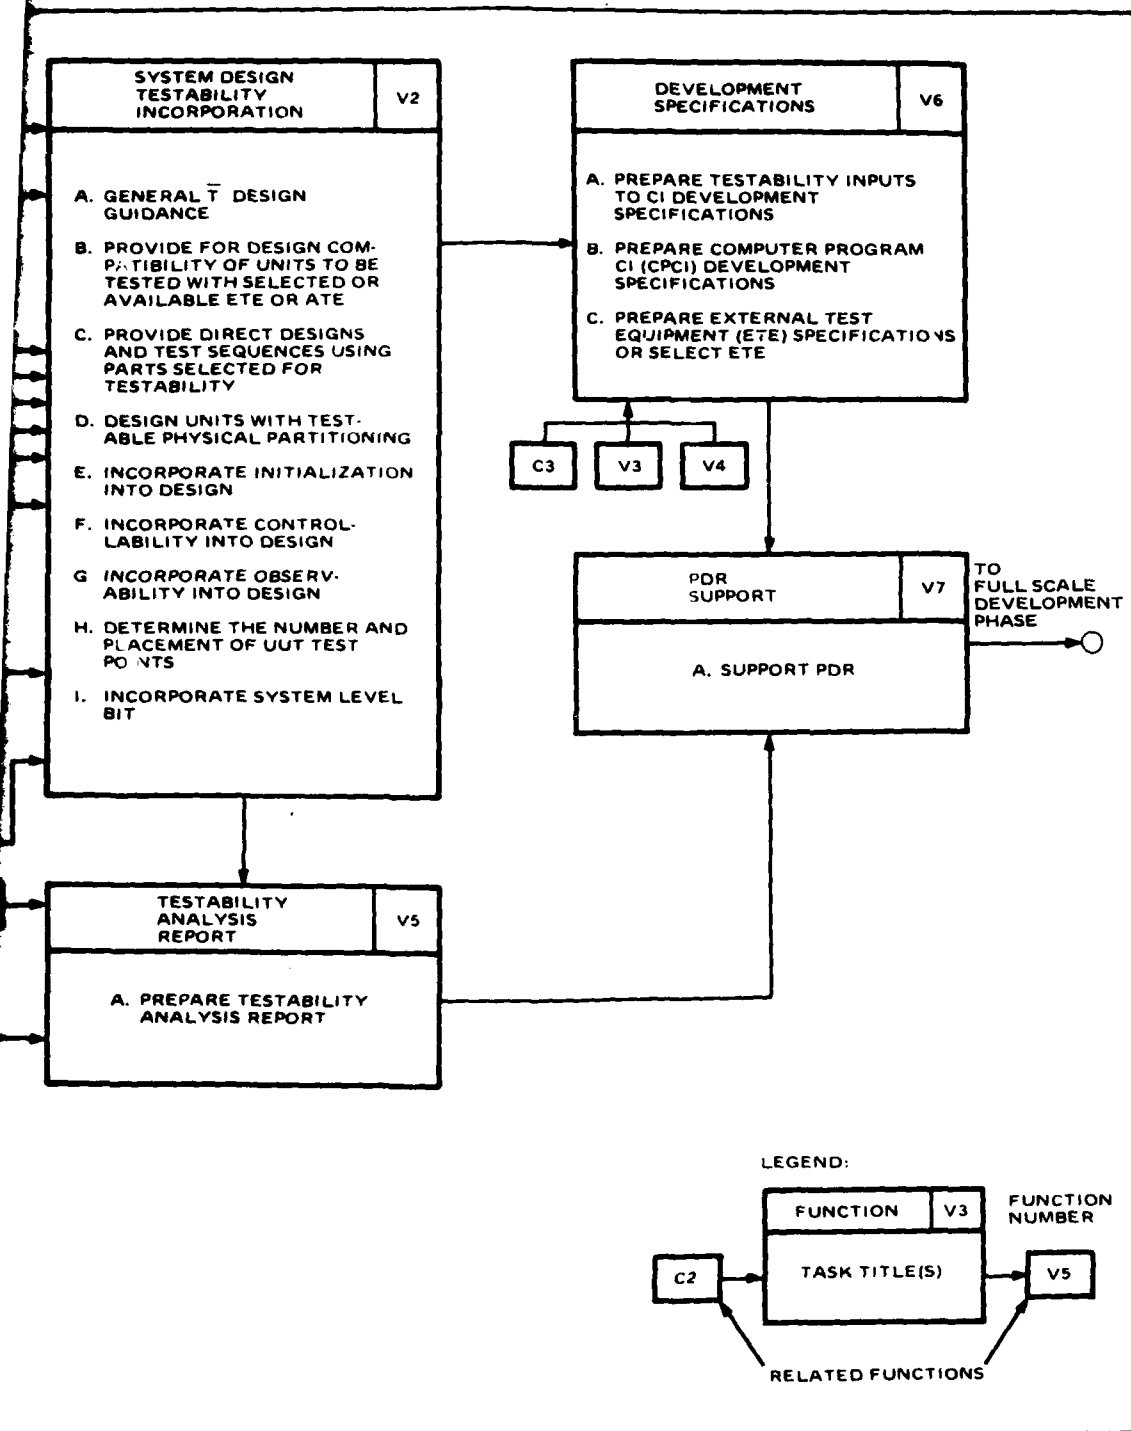 SYSTEM DESIGN
TESTABILITY
INCORPORATION
V2
A. GENERAL T̅ DESIGN
GUIDANCE
B. PROVIDE FOR DESIGN COM-
PATIBILITY OF UNITS TO BE
TESTED WITH SELECTED OR
AVAILABLE ETE OR ATE
C. PROVIDE DIRECT DESIGNS
AND TEST SEQUENCES USING
PARTS SELECTED FOR
TESTABILITY
D. DESIGN UNITS WITH TEST-
ABLE PHYSICAL PARTITIONING
E. INCORPORATE INITIALIZATION
INTO DESIGN
F. INCORPORATE CONTROL-
LABILITY INTO DESIGN
G INCORPORATE OBSERV-
ABILITY INTO DESIGN
H. DETERMINE THE NUMBER AND
PLACEMENT OF UUT TEST
POINTS
I. INCORPORATE SYSTEM LEVEL
BIT
DEVELOPMENT
SPECIFICATIONS
V6
A. PREPARE TESTABILITY INPUTS
TO CI DEVELOPMENT
SPECIFICATIONS
B. PREPARE COMPUTER PROGRAM
CI (CPCI) DEVELOPMENT
SPECIFICATIONS
C. PREPARE EXTERNAL TEST
EQUIPMENT (ETE) SPECIFICATIONS
OR SELECT ETE
C3
V3
V4
PDR
SUPPORT
V7
A. SUPPORT PDR
TO
FULL SCALE
DEVELOPMENT
PHASE
TESTABILITY
ANALYSIS
REPORT
V5
A. PREPARE TESTABILITY
ANALYSIS REPORT
LEGEND:
FUNCTION
V3
FUNCTION
NUMBER
C2
TASK TITLE(S)
V5
RELATED FUNCTIONS